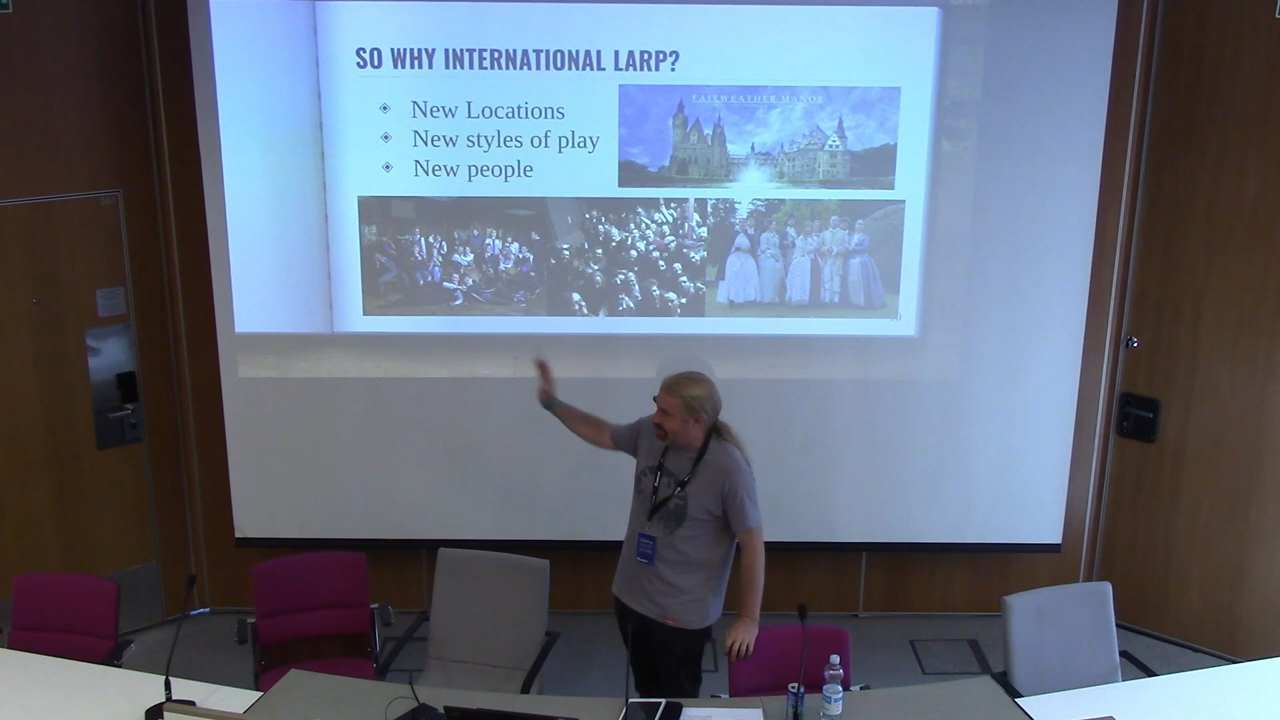 SO WHY INTERNATIONAL LARP?
New Locations
New styles of play
New people
FAIRWEATHER MANOR